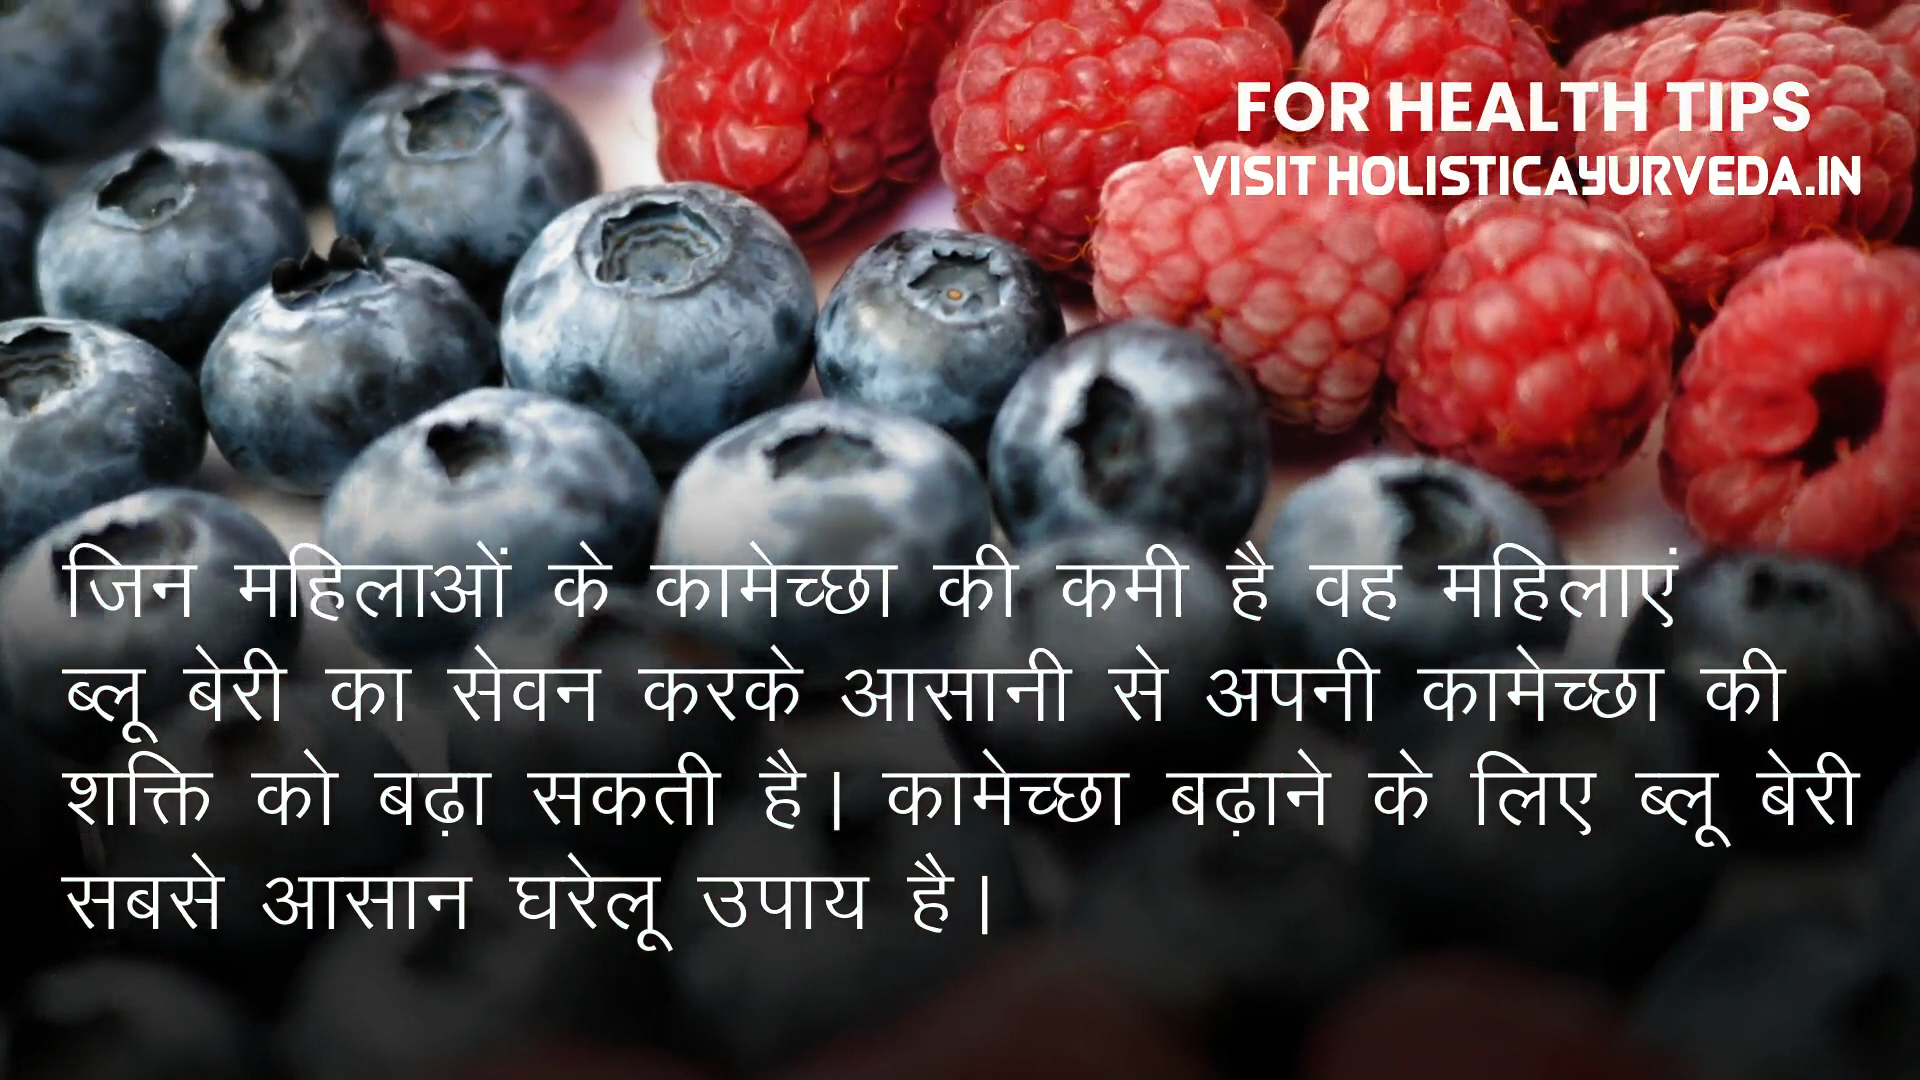 FOR HEALTH TIPS
VISIT HOLISTICAYURVEDA.IN
जिन महिलाओं के कामेच्छा की कमी है वह महिलाएं
ब्लू बेरी का सेवन करके आसानी से अपनी कामेच्छा की
शक्ति को बढ़ा सकती है। कामेच्छा बढ़ाने के लिए ब्लू बेरी
सबसे आसान घरेलू उपाय है।